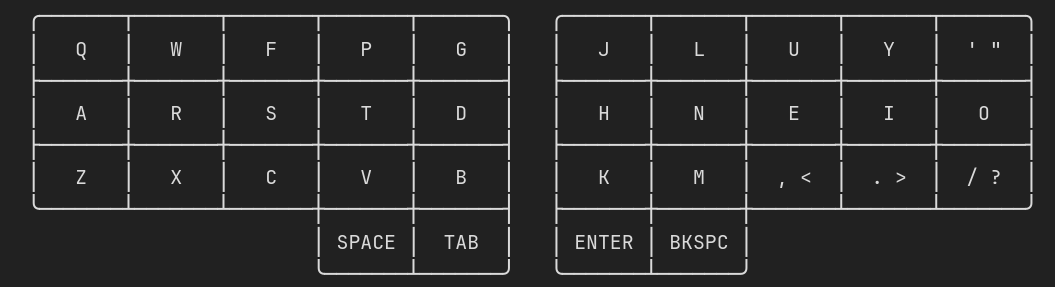 Q W F P G J L U Y ' "
A R S T D H N E I O
Z X C V B K M , < . > / ?
SPACE TAB ENTER BKSPC